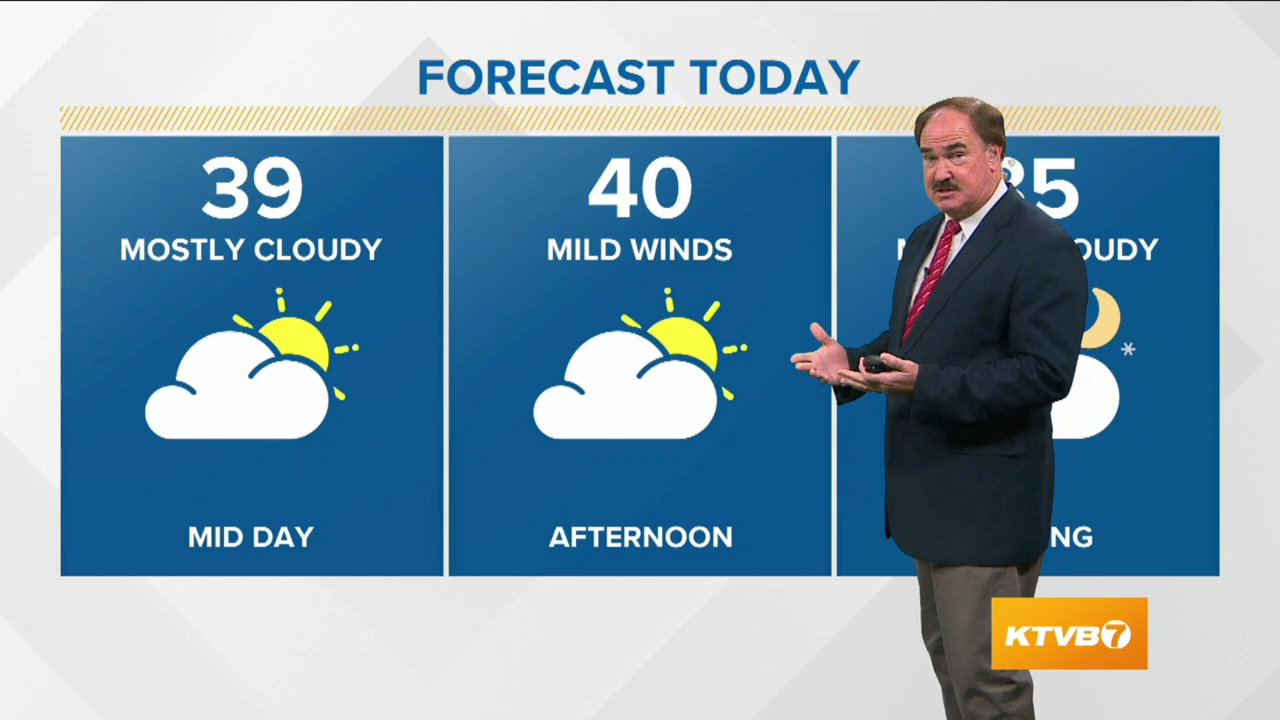 FORECAST TODAY
39
MOSTLY CLOUDY
MID DAY
40
MILD WINDS
AFTERNOON
KTVB7